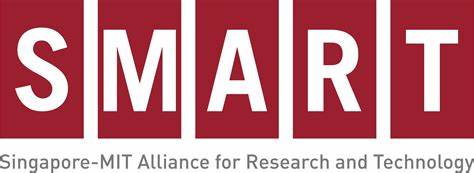 SMART
Singapore-MIT Alliance for Research and Technology